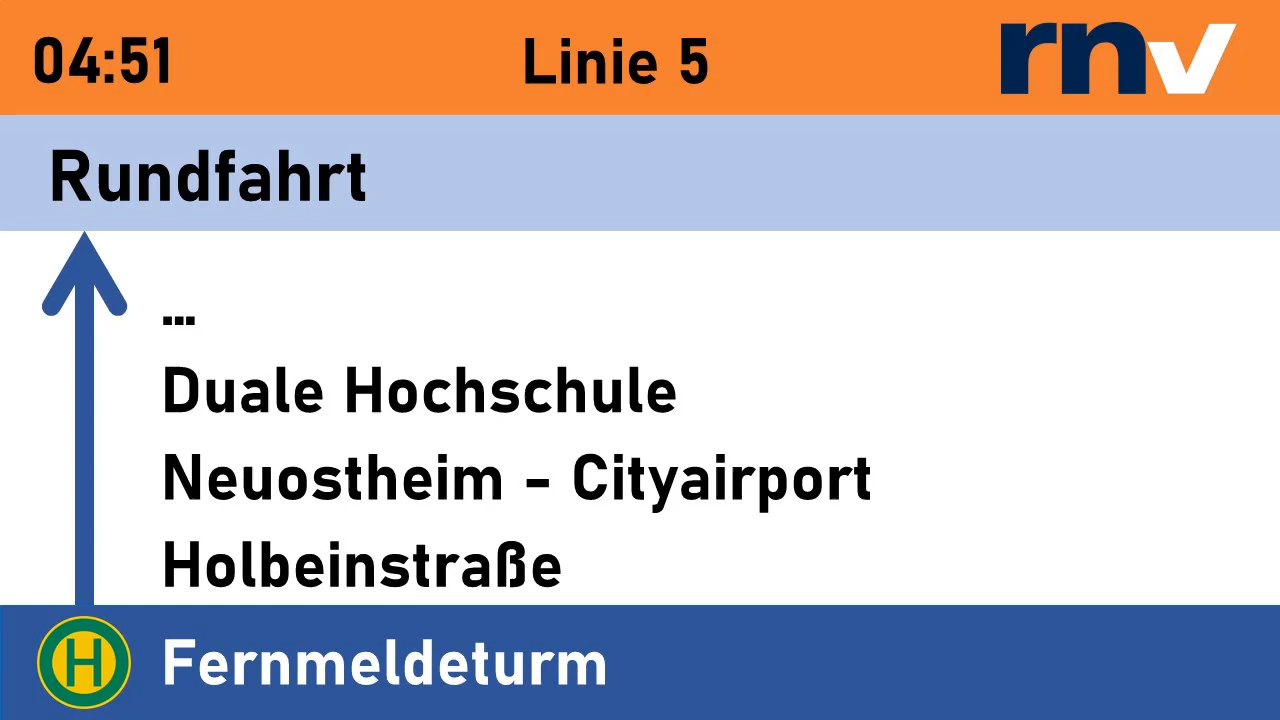 04:51 Linie 5 rnv
Rundfahrt
...
Duale Hochschule
Neuostheim - Cityairport
Holbeinstraße
H Fernmeldeturm